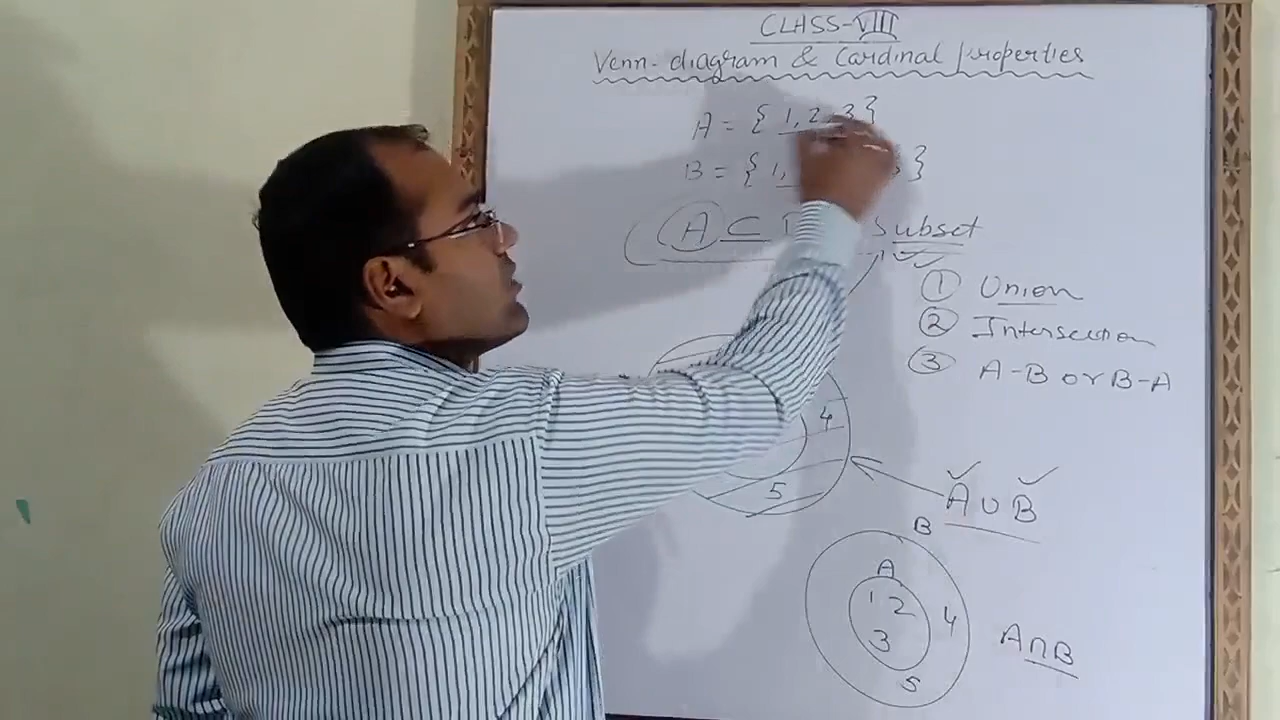 CLASS-VIII
Venn-diagram & Cardinal Properties
A = { 1, 2, 3 }
B = { 1, }
A ⊂ Subset
① Union
② Intersection
③ A-B or B-A
4
5
A ∪ B
B
A
1 2
3
4
5
A∩B